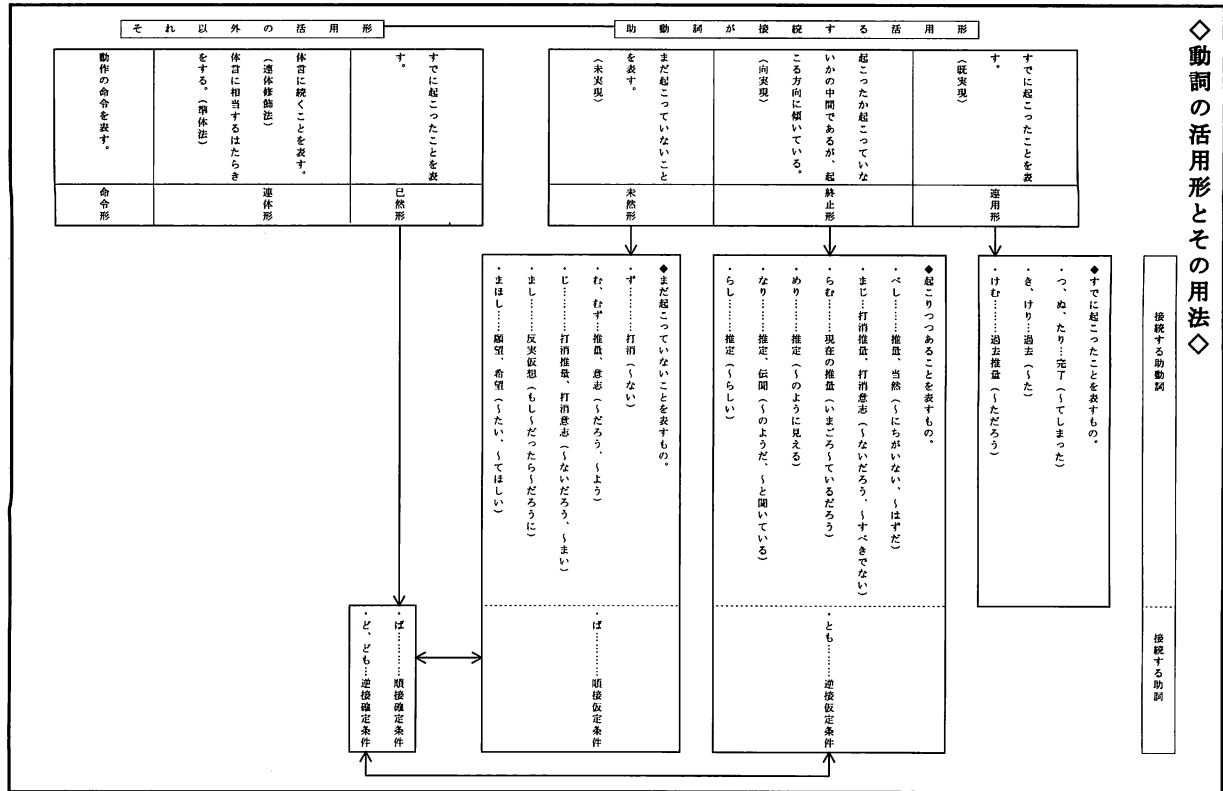 ◇動詞の活用形とその用法◇
接続する助動詞
接続する助詞
助動詞が接続する活用形
すでに起こったことを表
す。
(既実現)
連用形
◆すでに起こったことを表すもの。
・つ、ぬ、たり…完了(〜てしまった)
・き、けり…過去(〜た)
・けむ………過去推量(〜ただろう)
起こったか起こっていな
いかの中間であるが、起
こる方向に傾いている。
(向実現)
終止形
◆起こりつつあることを表すもの。
・べし………推量、当然(〜にちがいない、〜はずだ)
・まじ………打消推量、打消意志(〜ないだろう、〜すべきでない)
・らむ………現在の推量(いまごろ〜ているだろう)
・めり………推定(〜のように見える)
・なり………推定、伝聞(〜のようだ、〜と聞いている)
・らし………推定(〜らしい)
・とも………逆接仮定条件
まだ起こっていないこと
を表す。
(未実現)
未然形
◆まだ起こっていないことを表すもの。
・ず…………打消(〜ない)
・む、むず…推量、意志(〜だろう、〜よう)
・じ…………打消推量、打消意志(〜ないだろう、〜まい)
・まし………反実仮想(もし〜だったら〜だろうに)
・まほし……願望、希望(〜たい、〜てほしい)
・ば…………順接仮定条件
それ以外の活用形
すでに起こったことを表
す。
已然形
・ば…………順接確定条件
・ど、ども…逆接確定条件
体言に続くことを表す。
(連体修飾法)
体言に相当するはたらき
をする。(準体法)
連体形
動作の命令を表す。
命令形